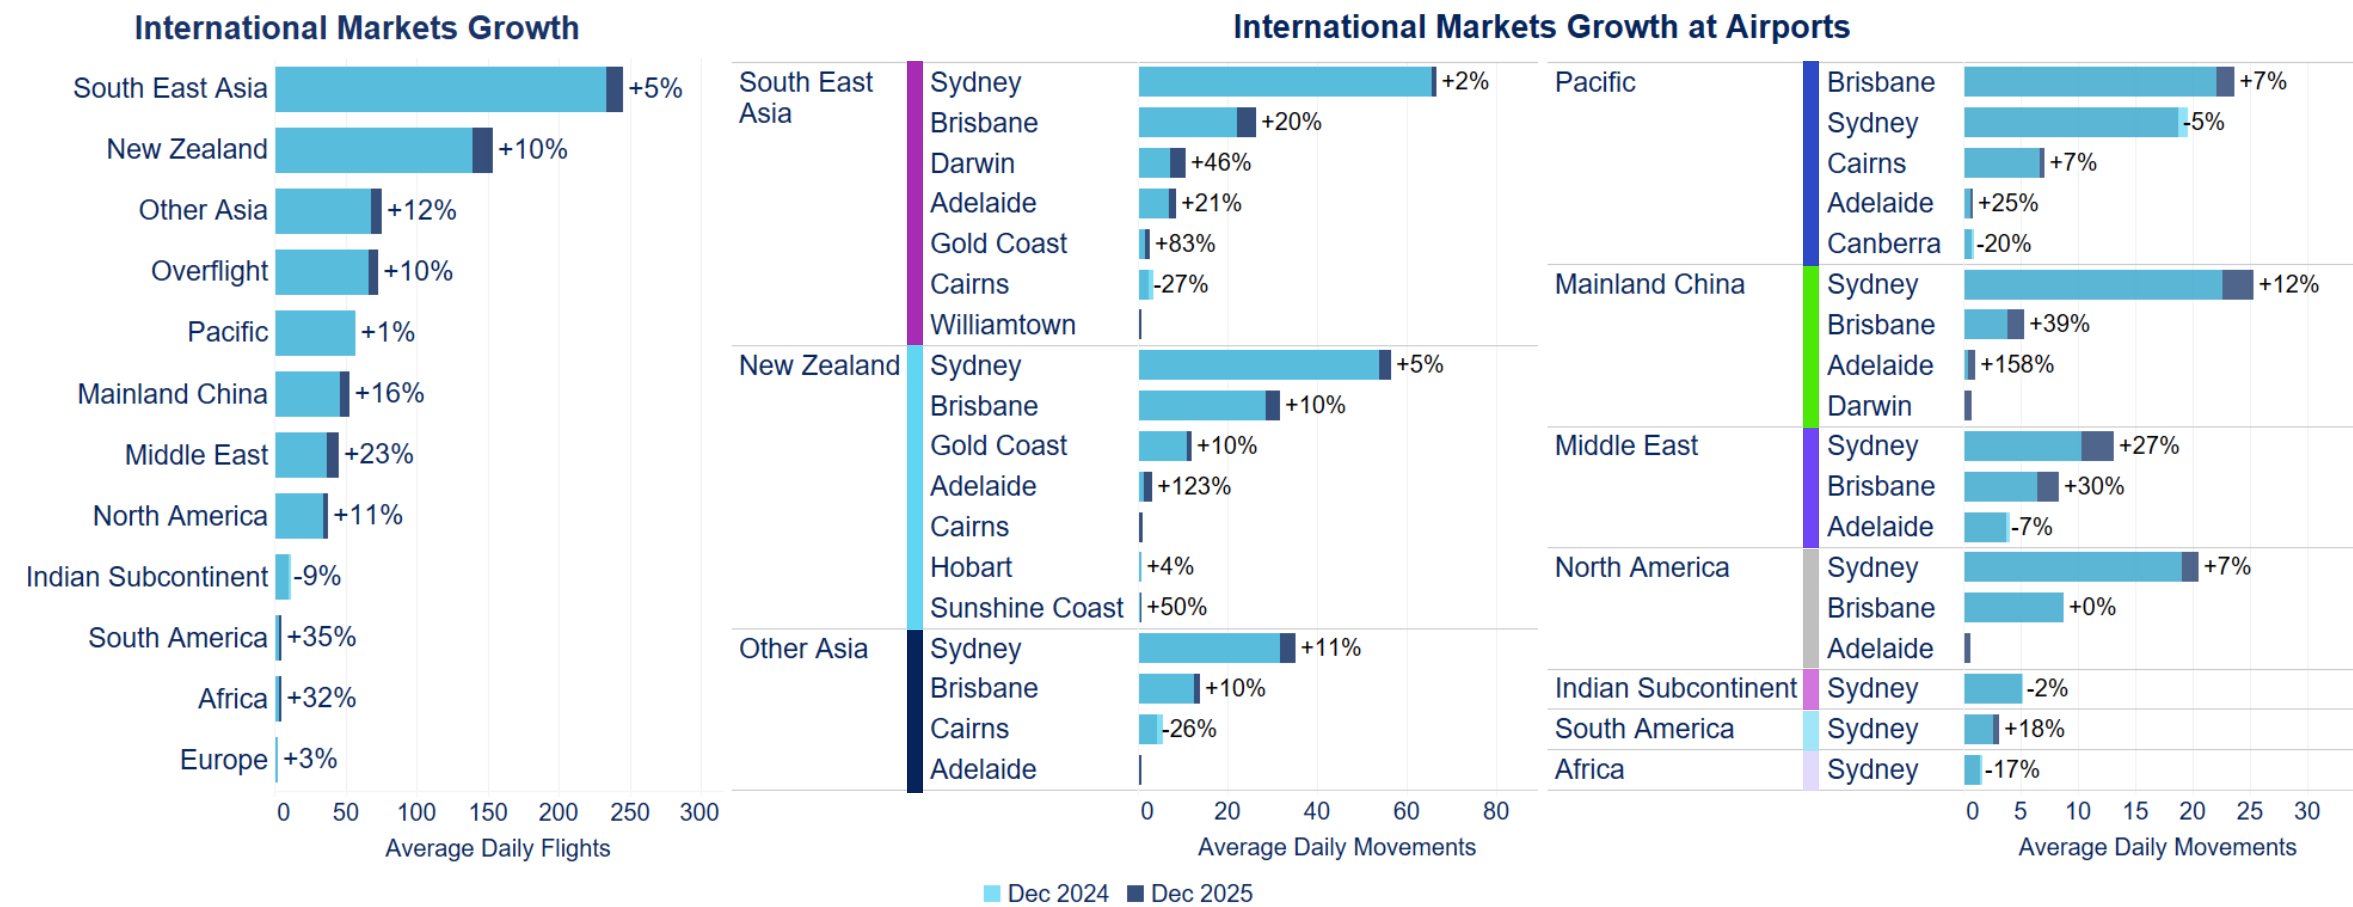 International Markets Growth
South East Asia +5%
New Zealand +10%
Other Asia +12%
Overflight +10%
Pacific +1%
Mainland China +16%
Middle East +23%
North America +11%
Indian Subcontinent -9%
South America +35%
Africa +32%
Europe +3%
0 50 100 150 200 250 300
Average Daily Flights
International Markets Growth at Airports
South East
Asia
Sydney +2%
Brisbane +20%
Darwin +46%
Adelaide +21%
Gold Coast +83%
Cairns -27%
Williamtown
New Zealand
Sydney +5%
Brisbane +10%
Gold Coast +10%
Adelaide +123%
Cairns
Hobart +4%
Sunshine Coast +50%
Other Asia
Sydney +11%
Brisbane +10%
Cairns -26%
Adelaide
0 20 40 60 80
Average Daily Movements
Pacific
Brisbane +7%
Sydney -5%
Cairns +7%
Adelaide +25%
Canberra -20%
Mainland China
Sydney +12%
Brisbane +39%
Adelaide +158%
Darwin
Middle East
Sydney +27%
Brisbane +30%
Adelaide -7%
North America
Sydney +7%
Brisbane +0%
Adelaide
Indian Subcontinent
Sydney -2%
South America
Sydney +18%
Africa
Sydney -17%
0 5 10 15 20 25 30
Average Daily Movements
Dec 2024 Dec 2025